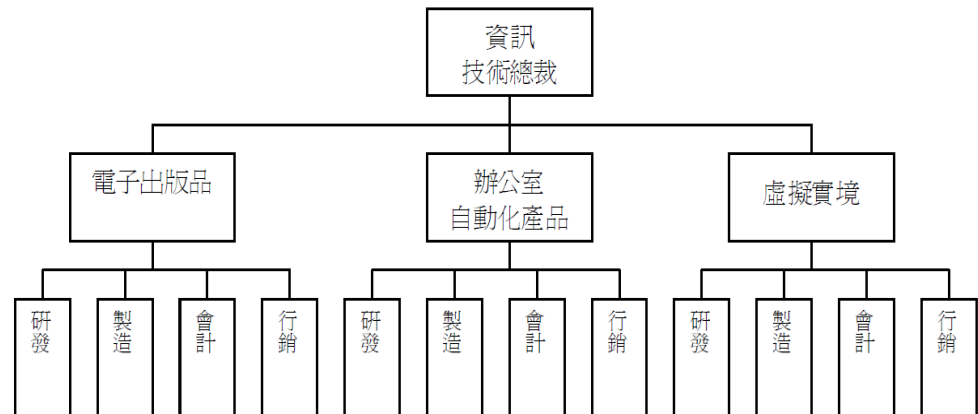 資訊
技術總裁
電子出版品
辦公室
自動化產品
虛擬實境
研發
製造
會計
行銷
研發
製造
會計
行銷
研發
製造
會計
行銷